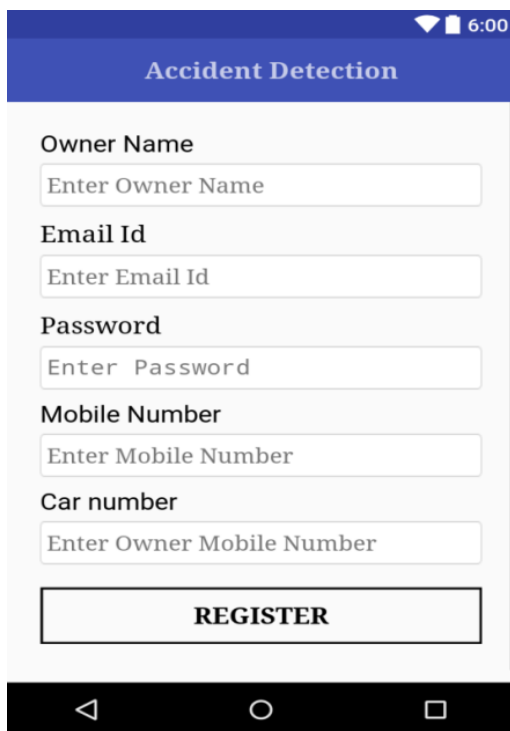 6:00
Accident Detection
Owner Name
Enter Owner Name
Email Id
Enter Email Id
Password
Enter Password
Mobile Number
Enter Mobile Number
Car number
Enter Owner Mobile Number
REGISTER